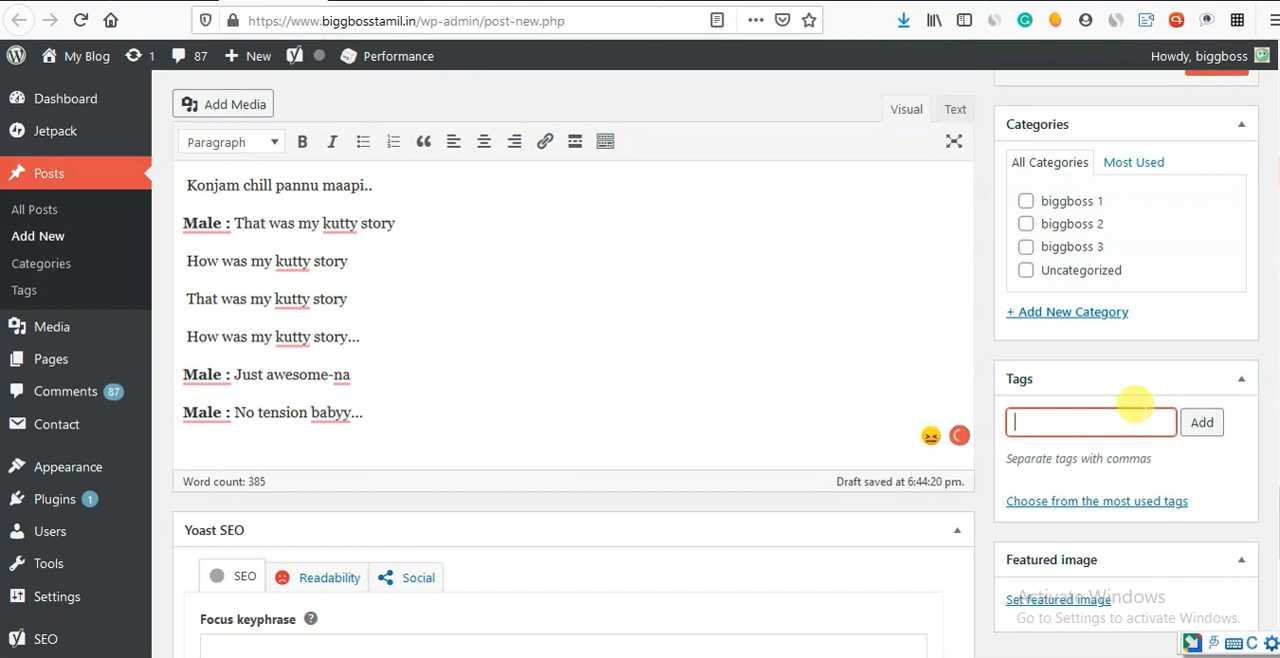 https://www.biggbosstamil.in/wp-admin/post-new.php
My Blog 1 87 New Performance Howdy, biggboss
Dashboard
Jetpack
Posts
All Posts
Add New
Categories
Tags
Media
Pages
Comments 87
Contact
Appearance
Plugins 1
Users
Tools
Settings
SEO
Add Media
Visual Text
Paragraph B I
Konjam chill pannu maapi..
Male : That was my kutty story
How was my kutty story
That was my kutty story
How was my kutty story...
Male : Just awesome-na
Male : No tension babyy...
Word count: 385 Draft saved at 6:44:20 pm.
Yoast SEO
SEO Readability Social
Focus keyphrase ?
Categories
All Categories Most Used
biggboss 1
biggboss 2
biggboss 3
Uncategorized
+ Add New Category
Tags
Add
Separate tags with commas
Choose from the most used tags
Featured image
Set featured image
Activate Windows
Go to Settings to activate Windows.